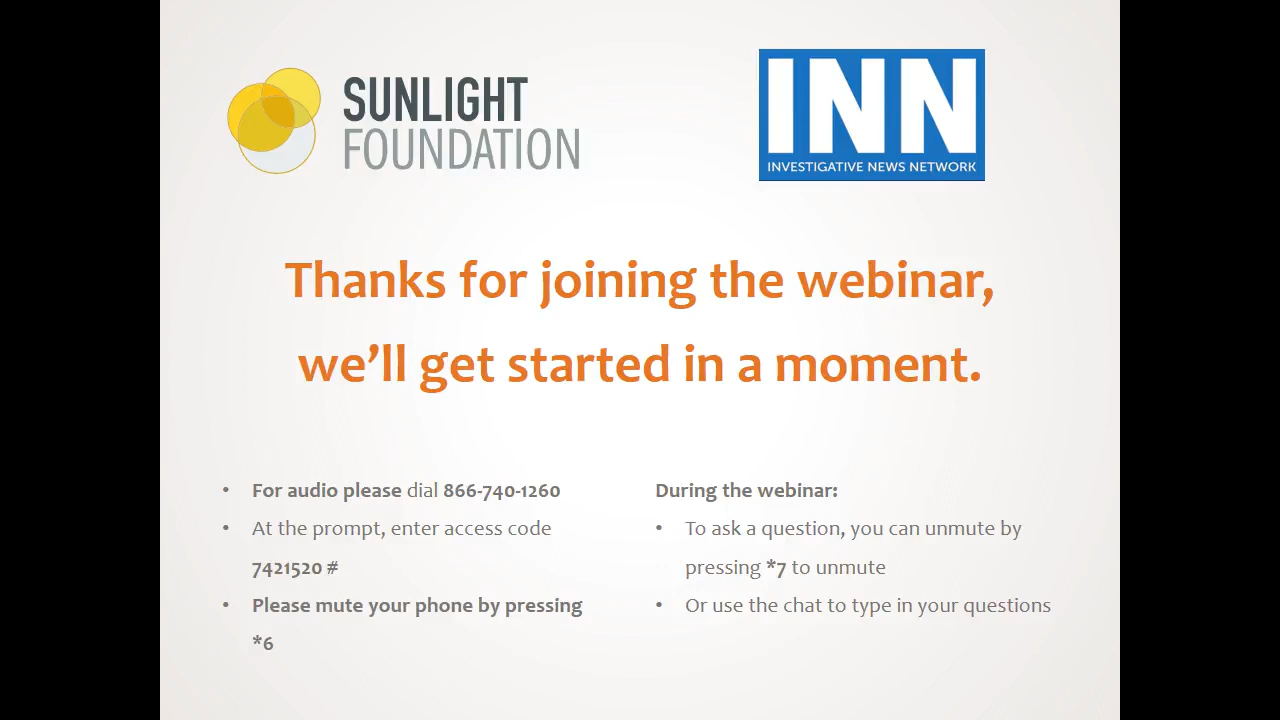 SUNLIGHT
FOUNDATION
INN
INVESTIGATIVE NEWS NETWORK
Thanks for joining the webinar,
we'll get started in a moment.
• For audio please dial 866-740-1260
• At the prompt, enter access code
7421520 #
• Please mute your phone by pressing
*6
During the webinar:
• To ask a question, you can unmute by
pressing *7 to unmute
• Or use the chat to type in your questions